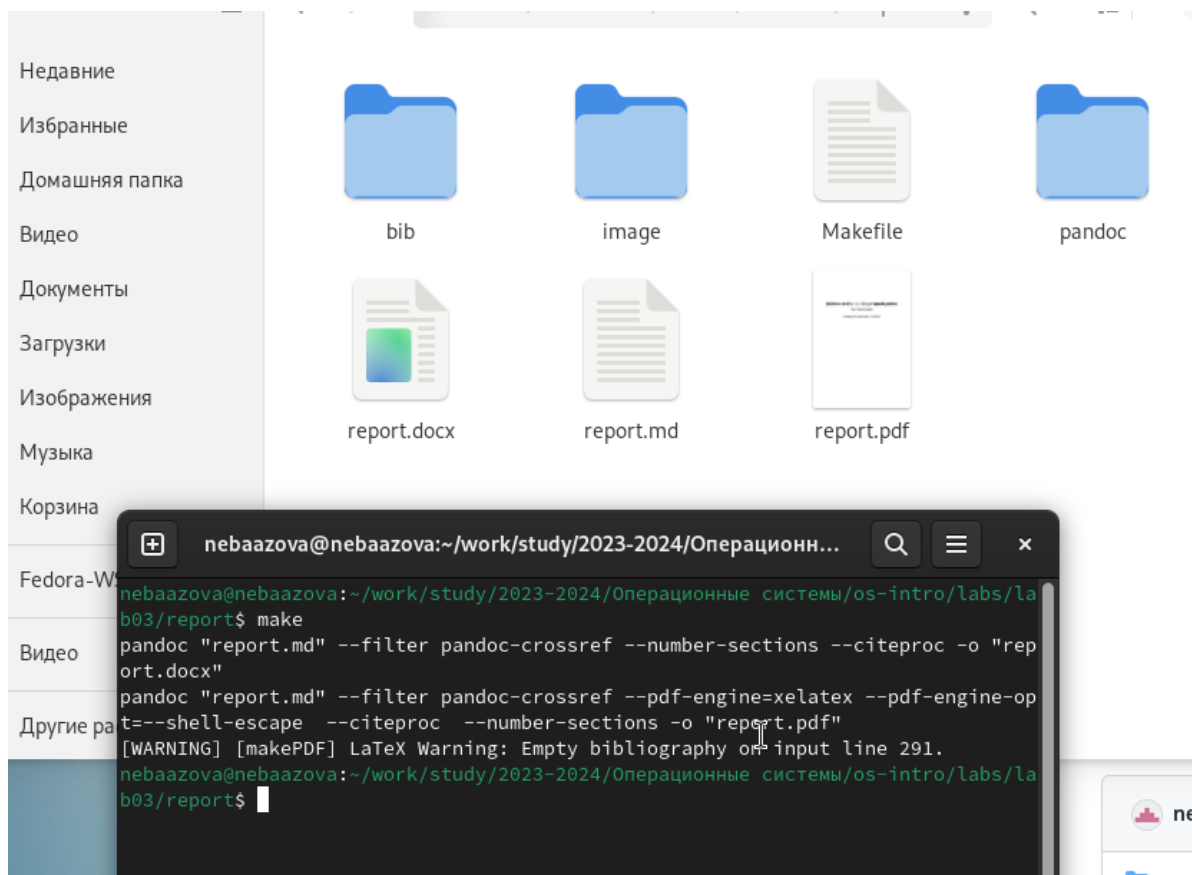 Недавние
Избранные
Домашняя папка
Видео
Документы
Загрузки
Изображения
Музыка
Корзина
Fedora-WS
Видео
Другие ра
bib
image
Makefile
pandoc
report.docx
report.md
report.pdf
nebaazova@nebaazova:~/work/study/2023-2024/Операционн...
nebaazova@nebaazova:~/work/study/2023-2024/Операционные системы/os-intro/labs/la
b03/report$ make
pandoc "report.md" --filter pandoc-crossref --number-sections --citeproc -o "rep
ort.docx"
pandoc "report.md" --filter pandoc-crossref --pdf-engine=xelatex --pdf-engine-op
t=--shell-escape  --citeproc  --number-sections -o "report.pdf"
[WARNING] [makePDF] LaTeX Warning: Empty bibliography on input line 291.
nebaazova@nebaazova:~/work/study/2023-2024/Операционные системы/os-intro/labs/la
b03/report$
ne